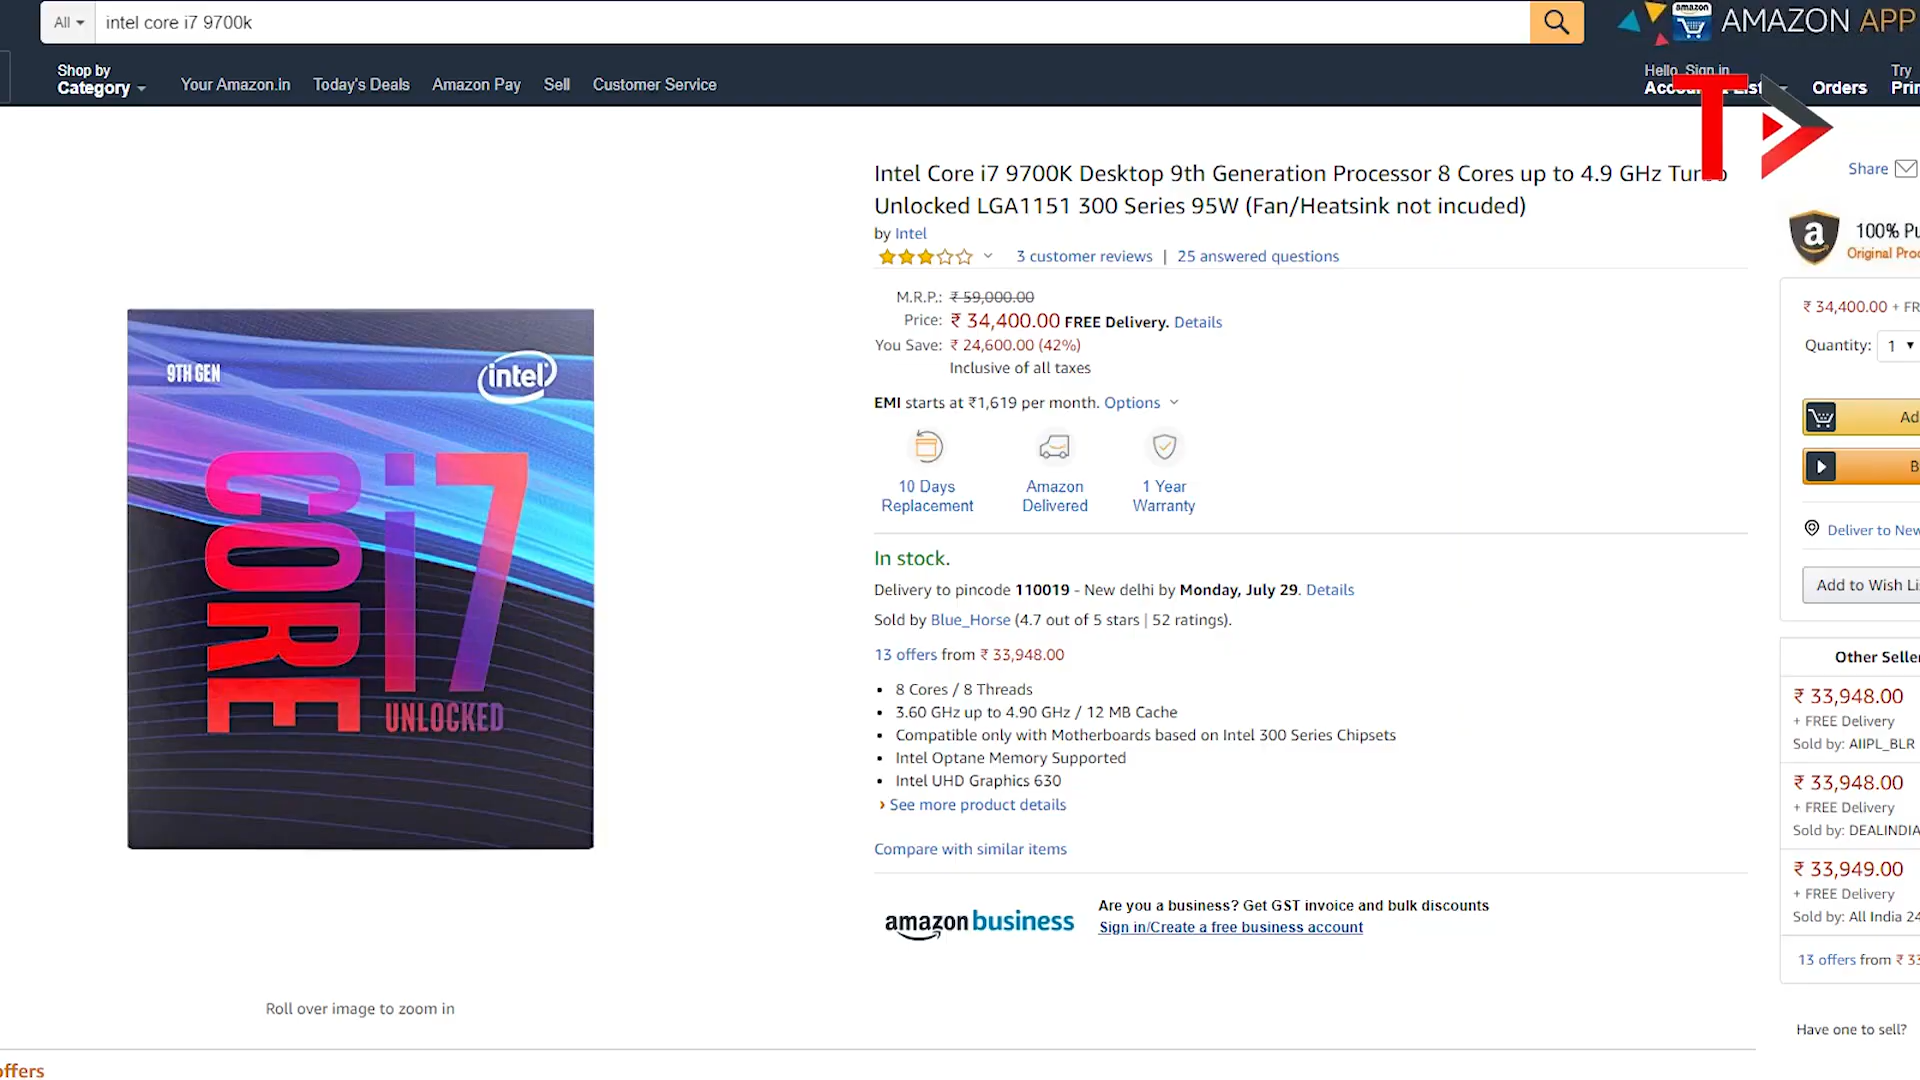 All
intel core i7 9700k
amazon
AMAZON APP
Shop by
Category
Your Amazon.in
Today's Deals
Amazon Pay
Sell
Customer Service
Hello, Sign in
Orders
Try
Intel Core i7 9700K Desktop 9th Generation Processor 8 Cores up to 4.9 GHz Turbo
Unlocked LGA1151 300 Series 95W (Fan/Heatsink not incuded)
by Intel
3 customer reviews | 25 answered questions
M.R.P.: ₹ 59,000.00
Price: ₹ 34,400.00 FREE Delivery. Details
You Save: ₹ 24,600.00 (42%)
Inclusive of all taxes
EMI starts at ₹1,619 per month. Options
10 Days
Replacement
Amazon
Delivered
1 Year
Warranty
In stock.
Delivery to pincode 110019 - New delhi by Monday, July 29. Details
Sold by Blue_Horse (4.7 out of 5 stars | 52 ratings).
13 offers from ₹ 33,948.00
8 Cores / 8 Threads
3.60 GHz up to 4.90 GHz / 12 MB Cache
Compatible only with Motherboards based on Intel 300 Series Chipsets
Intel Optane Memory Supported
Intel UHD Graphics 630
See more product details
Compare with similar items
amazon business
Are you a business? Get GST invoice and bulk discounts
Sign in/Create a free business account
9TH GEN
intel
CORE i7
UNLOCKED
Roll over image to zoom in
offers
Share
100%
Original
₹ 34,400.00 +
Quantity: 1
Deliver to
Add to Wish
Other
₹ 33,948.00
+ FREE Delivery
Sold by: AIIPL_BLR
₹ 33,948.00
+ FREE Delivery
Sold by: DEALINDIA
₹ 33,949.00
+ FREE Delivery
Sold by: All India
13 offers from ₹
Have one to sell?